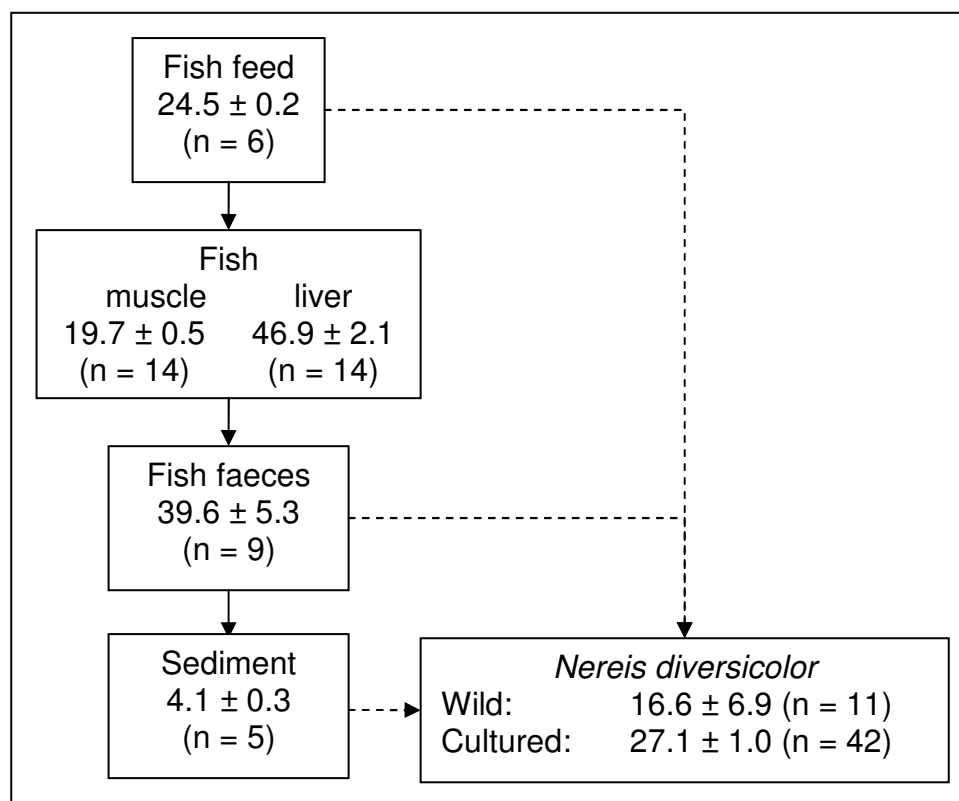 Fish feed
24.5 ± 0.2
(n = 6)
Fish
muscle liver
19.7 ± 0.5 46.9 ± 2.1
(n = 14) (n = 14)
Fish faeces
39.6 ± 5.3
(n = 9)
Sediment
4.1 ± 0.3
(n = 5)
Nereis diversicolor
Wild: 16.6 ± 6.9 (n = 11)
Cultured: 27.1 ± 1.0 (n = 42)